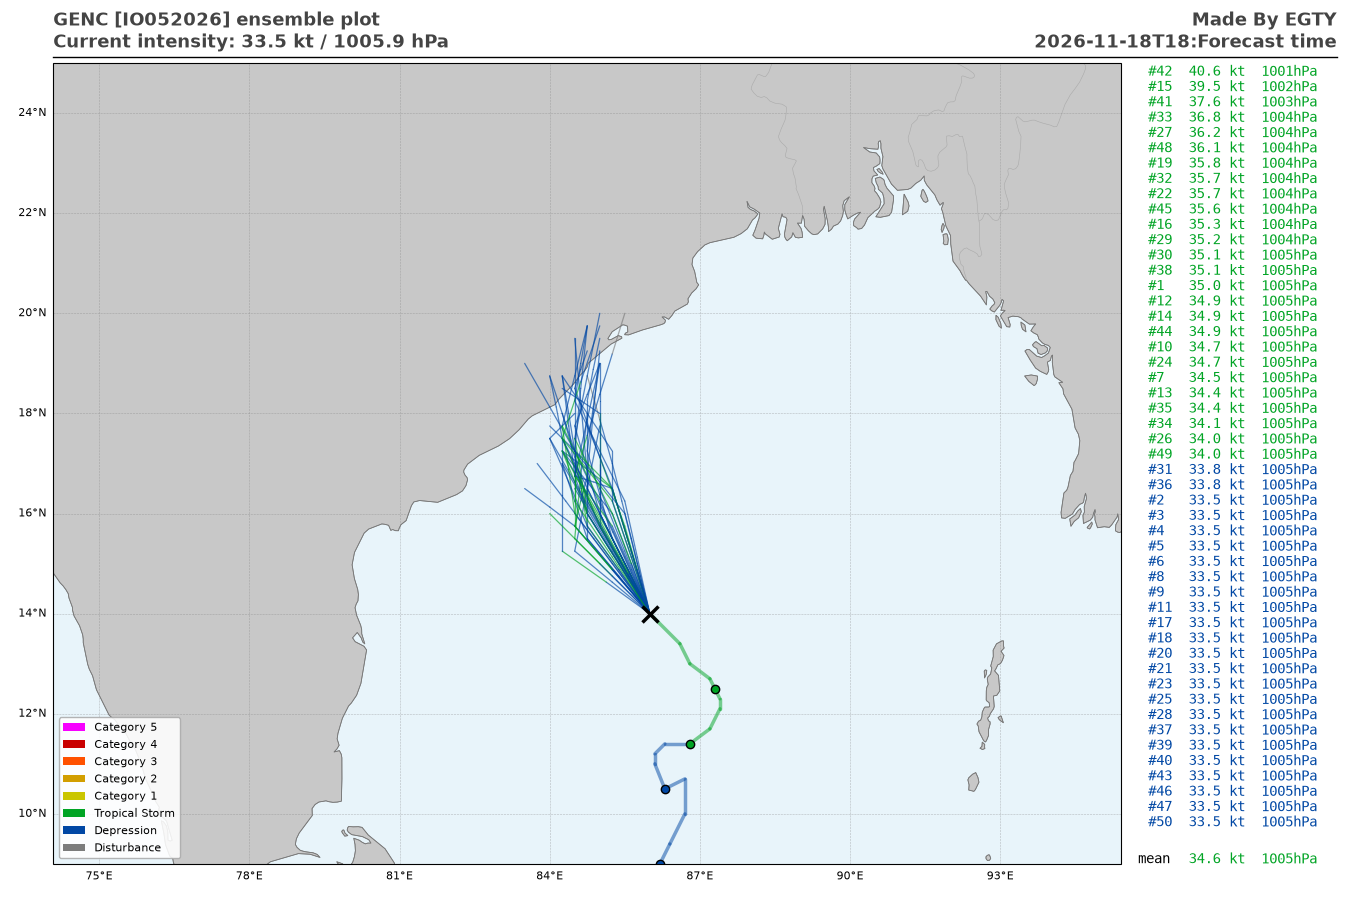 GENC [IO052026] ensemble plot
Current intensity: 33.5 kt / 1005.9 hPa
Made By EGTY
2026-11-18T18:Forecast time
24°N
22°N
20°N
18°N
16°N
14°N
12°N
10°N
75°E
78°E
81°E
84°E
87°E
90°E
93°E
Category 5
Category 4
Category 3
Category 2
Category 1
Tropical Storm
Depression
Disturbance
#42 40.6 kt 1001hPa
#15 39.5 kt 1002hPa
#41 37.6 kt 1003hPa
#33 36.8 kt 1004hPa
#27 36.2 kt 1004hPa
#48 36.1 kt 1004hPa
#19 35.8 kt 1004hPa
#32 35.7 kt 1004hPa
#22 35.7 kt 1004hPa
#45 35.6 kt 1004hPa
#16 35.3 kt 1004hPa
#29 35.2 kt 1004hPa
#30 35.1 kt 1005hPa
#38 35.1 kt 1005hPa
#1 35.0 kt 1005hPa
#12 34.9 kt 1005hPa
#14 34.9 kt 1005hPa
#44 34.9 kt 1005hPa
#10 34.7 kt 1005hPa
#24 34.7 kt 1005hPa
#7 34.5 kt 1005hPa
#13 34.4 kt 1005hPa
#35 34.4 kt 1005hPa
#34 34.1 kt 1005hPa
#26 34.0 kt 1005hPa
#49 34.0 kt 1005hPa
#31 33.8 kt 1005hPa
#36 33.8 kt 1005hPa
#2 33.5 kt 1005hPa
#3 33.5 kt 1005hPa
#4 33.5 kt 1005hPa
#5 33.5 kt 1005hPa
#6 33.5 kt 1005hPa
#8 33.5 kt 1005hPa
#9 33.5 kt 1005hPa
#11 33.5 kt 1005hPa
#17 33.5 kt 1005hPa
#18 33.5 kt 1005hPa
#20 33.5 kt 1005hPa
#21 33.5 kt 1005hPa
#23 33.5 kt 1005hPa
#25 33.5 kt 1005hPa
#28 33.5 kt 1005hPa
#37 33.5 kt 1005hPa
#39 33.5 kt 1005hPa
#40 33.5 kt 1005hPa
#43 33.5 kt 1005hPa
#46 33.5 kt 1005hPa
#47 33.5 kt 1005hPa
#50 33.5 kt 1005hPa
mean 34.6 kt 1005hPa